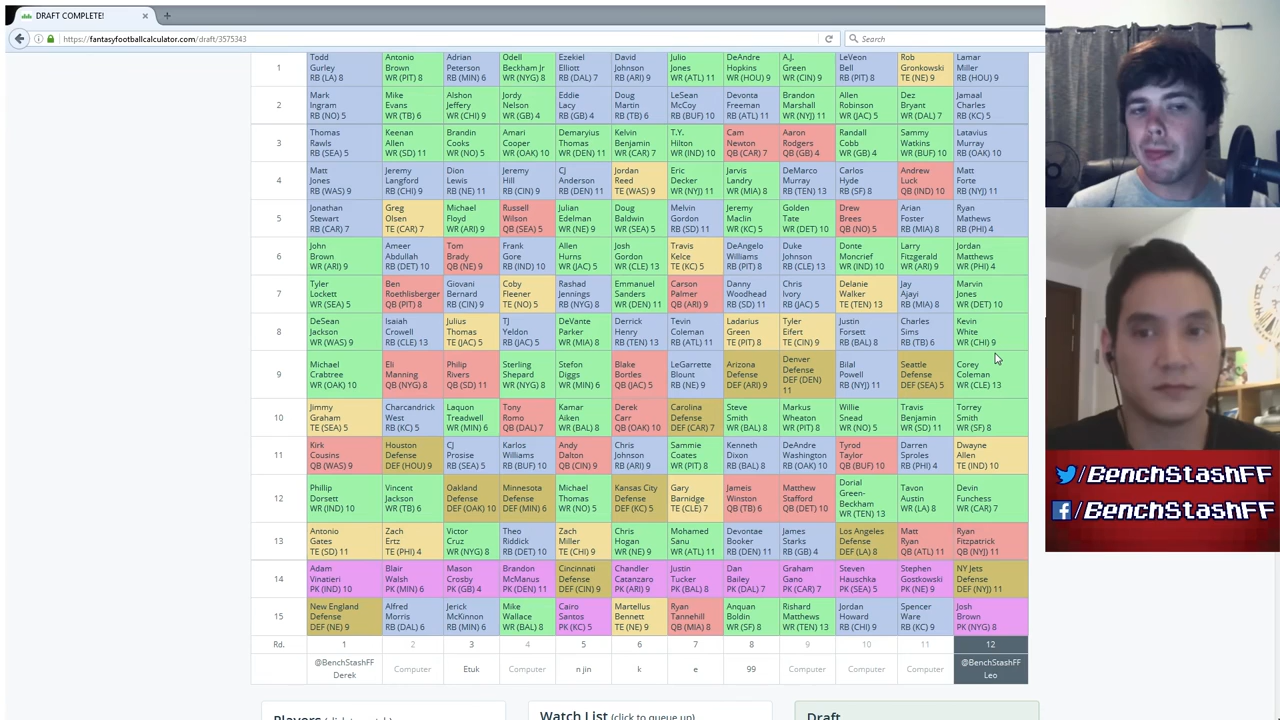 DRAFT COMPLETE!
https://fantasyfootballcalculator.com/draft/3575343
Search
1
Todd Gurley RB (LA) 8
Antonio Brown WR (PIT) 8
Adrian Peterson RB (MIN) 6
Odell Beckham Jr WR (NYG) 8
Ezekiel Elliott RB (DAL) 7
David Johnson RB (ARI) 9
Julio Jones WR (ATL) 11
DeAndre Hopkins WR (HOU) 9
A.J. Green WR (CIN) 9
LeVeon Bell RB (PIT) 8
Rob Gronkowski TE (NE) 9
Lamar Miller RB (HOU) 9
2
Mark Ingram RB (NO) 5
Mike Evans WR (TB) 6
Alshon Jeffery WR (CHI) 9
Jordy Nelson WR (GB) 4
Eddie Lacy RB (GB) 4
Doug Martin RB (TB) 6
LeSean McCoy RB (BUF) 10
Devonta Freeman RB (ATL) 11
Brandon Marshall WR (NYJ) 11
Allen Robinson WR (JAC) 5
Dez Bryant WR (DAL) 7
Jamaal Charles RB (KC) 5
3
Thomas Rawls RB (SEA) 5
Keenan Allen WR (SD) 11
Brandin Cooks WR (NO) 5
Amari Cooper WR (OAK) 10
Demaryius Thomas WR (DEN) 11
Kelvin Benjamin WR (CAR) 7
T.Y. Hilton WR (IND) 10
Cam Newton QB (CAR) 7
Aaron Rodgers QB (GB) 4
Randall Cobb WR (GB) 4
Sammy Watkins WR (BUF) 10
Latavius Murray RB (OAK) 10
4
Matt Jones RB (WAS) 9
Jeremy Langford RB (CHI) 9
Dion Lewis RB (NE) 11
Jeremy Hill RB (CIN) 9
CJ Anderson RB (DEN) 11
Jordan Reed TE (WAS) 9
Eric Decker WR (NYJ) 11
Jarvis Landry WR (MIA) 8
DeMarco Murray RB (TEN) 13
Carlos Hyde RB (SF) 8
Andrew Luck QB (IND) 10
Matt Forte RB (NYJ) 11
5
Jonathan Stewart RB (CAR) 7
Greg Olsen TE (CAR) 7
Michael Floyd WR (ARI) 9
Russell Wilson QB (SEA) 5
Julian Edelman WR (NE) 9
Doug Baldwin WR (SEA) 5
Melvin Gordon RB (SD) 11
Jeremy Maclin WR (KC) 5
Golden Tate WR (DET) 10
Drew Brees QB (NO) 5
Arian Foster RB (MIA) 8
Ryan Mathews RB (PHI) 4
6
John Brown WR (ARI) 9
Ameer Abdullah RB (DET) 10
Tom Brady QB (NE) 9
Frank Gore RB (IND) 10
Allen Hurns WR (JAC) 5
Josh Gordon WR (CLE) 13
Travis Kelce TE (KC) 5
DeAngelo Williams RB (PIT) 8
Duke Johnson RB (CLE) 13
Donte Moncrief WR (IND) 10
Larry Fitzgerald WR (ARI) 9
Jordan Matthews WR (PHI) 4
7
Tyler Lockett WR (SEA) 5
Ben Roethlisberger QB (PIT) 8
Giovani Bernard RB (CIN) 9
Coby Fleener TE (NO) 5
Rashad Jennings RB (NYG) 8
Emmanuel Sanders WR (DEN) 11
Carson Palmer QB (ARI) 9
Danny Woodhead RB (SD) 11
Chris Ivory RB (JAC) 5
Delanie Walker TE (TEN) 13
Jay Ajayi RB (MIA) 8
Marvin Jones WR (DET) 10
8
DeSean Jackson WR (WAS) 9
Isaiah Crowell RB (CLE) 13
Julius Thomas TE (JAC) 5
TJ Yeldon RB (JAC) 5
DeVante Parker WR (MIA) 8
Derrick Henry RB (TEN) 13
Tevin Coleman RB (ATL) 11
Ladarius Green TE (PIT) 8
Tyler Eifert TE (CIN) 9
Justin Forsett RB (BAL) 8
Charles Sims RB (TB) 6
Kevin White WR (CHI) 9
9
Michael Crabtree WR (OAK) 10
Eli Manning QB (NYG) 8
Philip Rivers QB (SD) 11
Sterling Shepard WR (NYG) 8
Stefon Diggs WR (MIN) 6
Blake Bortles QB (JAC) 5
LeGarrette Blount RB (NE) 9
Arizona Defense DEF (ARI) 9
Denver Defense DEF (DEN) 11
Bilal Powell RB (NYJ) 11
Seattle Defense DEF (SEA) 5
Corey Coleman WR (CLE) 13
10
Jimmy Graham TE (SEA) 5
Charcandrick West RB (KC) 5
Laquon Treadwell WR (MIN) 6
Tony Romo QB (DAL) 7
Kamar Aiken WR (BAL) 8
Derek Carr QB (OAK) 10
Carolina Defense DEF (CAR) 7
Steve Smith WR (BAL) 8
Markus Wheaton WR (PIT) 8
Willie Snead WR (NO) 5
Travis Benjamin WR (SD) 11
Torrey Smith WR (SF) 8
11
Kirk Cousins QB (WAS) 9
Houston Defense DEF (HOU) 9
CJ Prosise RB (SEA) 5
Karlos Williams RB (BUF) 10
Andy Dalton QB (CIN) 9
Chris Johnson RB (ARI) 9
Sammie Coates WR (PIT) 8
Kenneth Dixon RB (BAL) 8
DeAndre Washington RB (OAK) 10
Tyrod Taylor QB (BUF) 10
Darren Sproles RB (PHI) 4
Dwayne Allen TE (IND) 10
12
Phillip Dorsett WR (IND) 10
Vincent Jackson WR (TB) 6
Oakland Defense DEF (OAK) 10
Minnesota Defense DEF (MIN) 6
Michael Thomas WR (NO) 5
Kansas City Defense DEF (KC) 5
Gary Barnidge TE (CLE) 7
Jameis Winston QB (TB) 6
Matthew Stafford QB (DET) 10
Dorial Green-Beckham WR (TEN) 13
Tavon Austin WR (LA) 8
Devin Funchess WR (CAR) 7
13
Antonio Gates TE (SD) 11
Zach Ertz TE (PHI) 4
Victor Cruz WR (NYG) 8
Theo Riddick RB (DET) 10
Zach Miller TE (CHI) 9
Chris Hogan WR (NE) 9
Mohamed Sanu WR (ATL) 11
Devontae Booker RB (DEN) 11
James Starks RB (GB) 4
Los Angeles Defense DEF (LA) 8
Matt Ryan QB (ATL) 11
Ryan Fitzpatrick QB (NYJ) 11
14
Adam Vinatieri PK (IND) 10
Blair Walsh PK (MIN) 6
Mason Crosby PK (GB) 4
Brandon McManus PK (DEN) 11
Cincinnati Defense DEF (CIN) 9
Chandler Catanzaro PK (ARI) 9
Justin Tucker PK (BAL) 8
Dan Bailey PK (DAL) 7
Graham Gano PK (CAR) 7
Steven Hauschka PK (SEA) 5
Stephen Gostkowski PK (NE) 9
NY Jets Defense DEF (NYJ) 11
15
New England Defense DEF (NE) 9
Alfred Morris RB (DAL) 6
Jerick McKinnon RB (MIN) 6
Mike Wallace WR (BAL) 8
Cairo Santos PK (KC) 5
Martellus Bennett TE (NE) 9
Ryan Tannehill QB (MIA) 8
Anquan Boldin WR (SF) 8
Rishard Matthews WR (TEN) 13
Jordan Howard RB (CHI) 9
Spencer Ware RB (KC) 9
Josh Brown PK (NYG) 8
Rd. 1 2 3 4 5 6 7 8 9 10 11 12
@BenchStashFF Derek
Computer
Etuk
Computer
n jin
k
e
99
Computer
Computer
Computer
@BenchStashFF Leo
Watch List (click to queue up)
Players
Draft
/BenchStashFF
/BenchStashFF